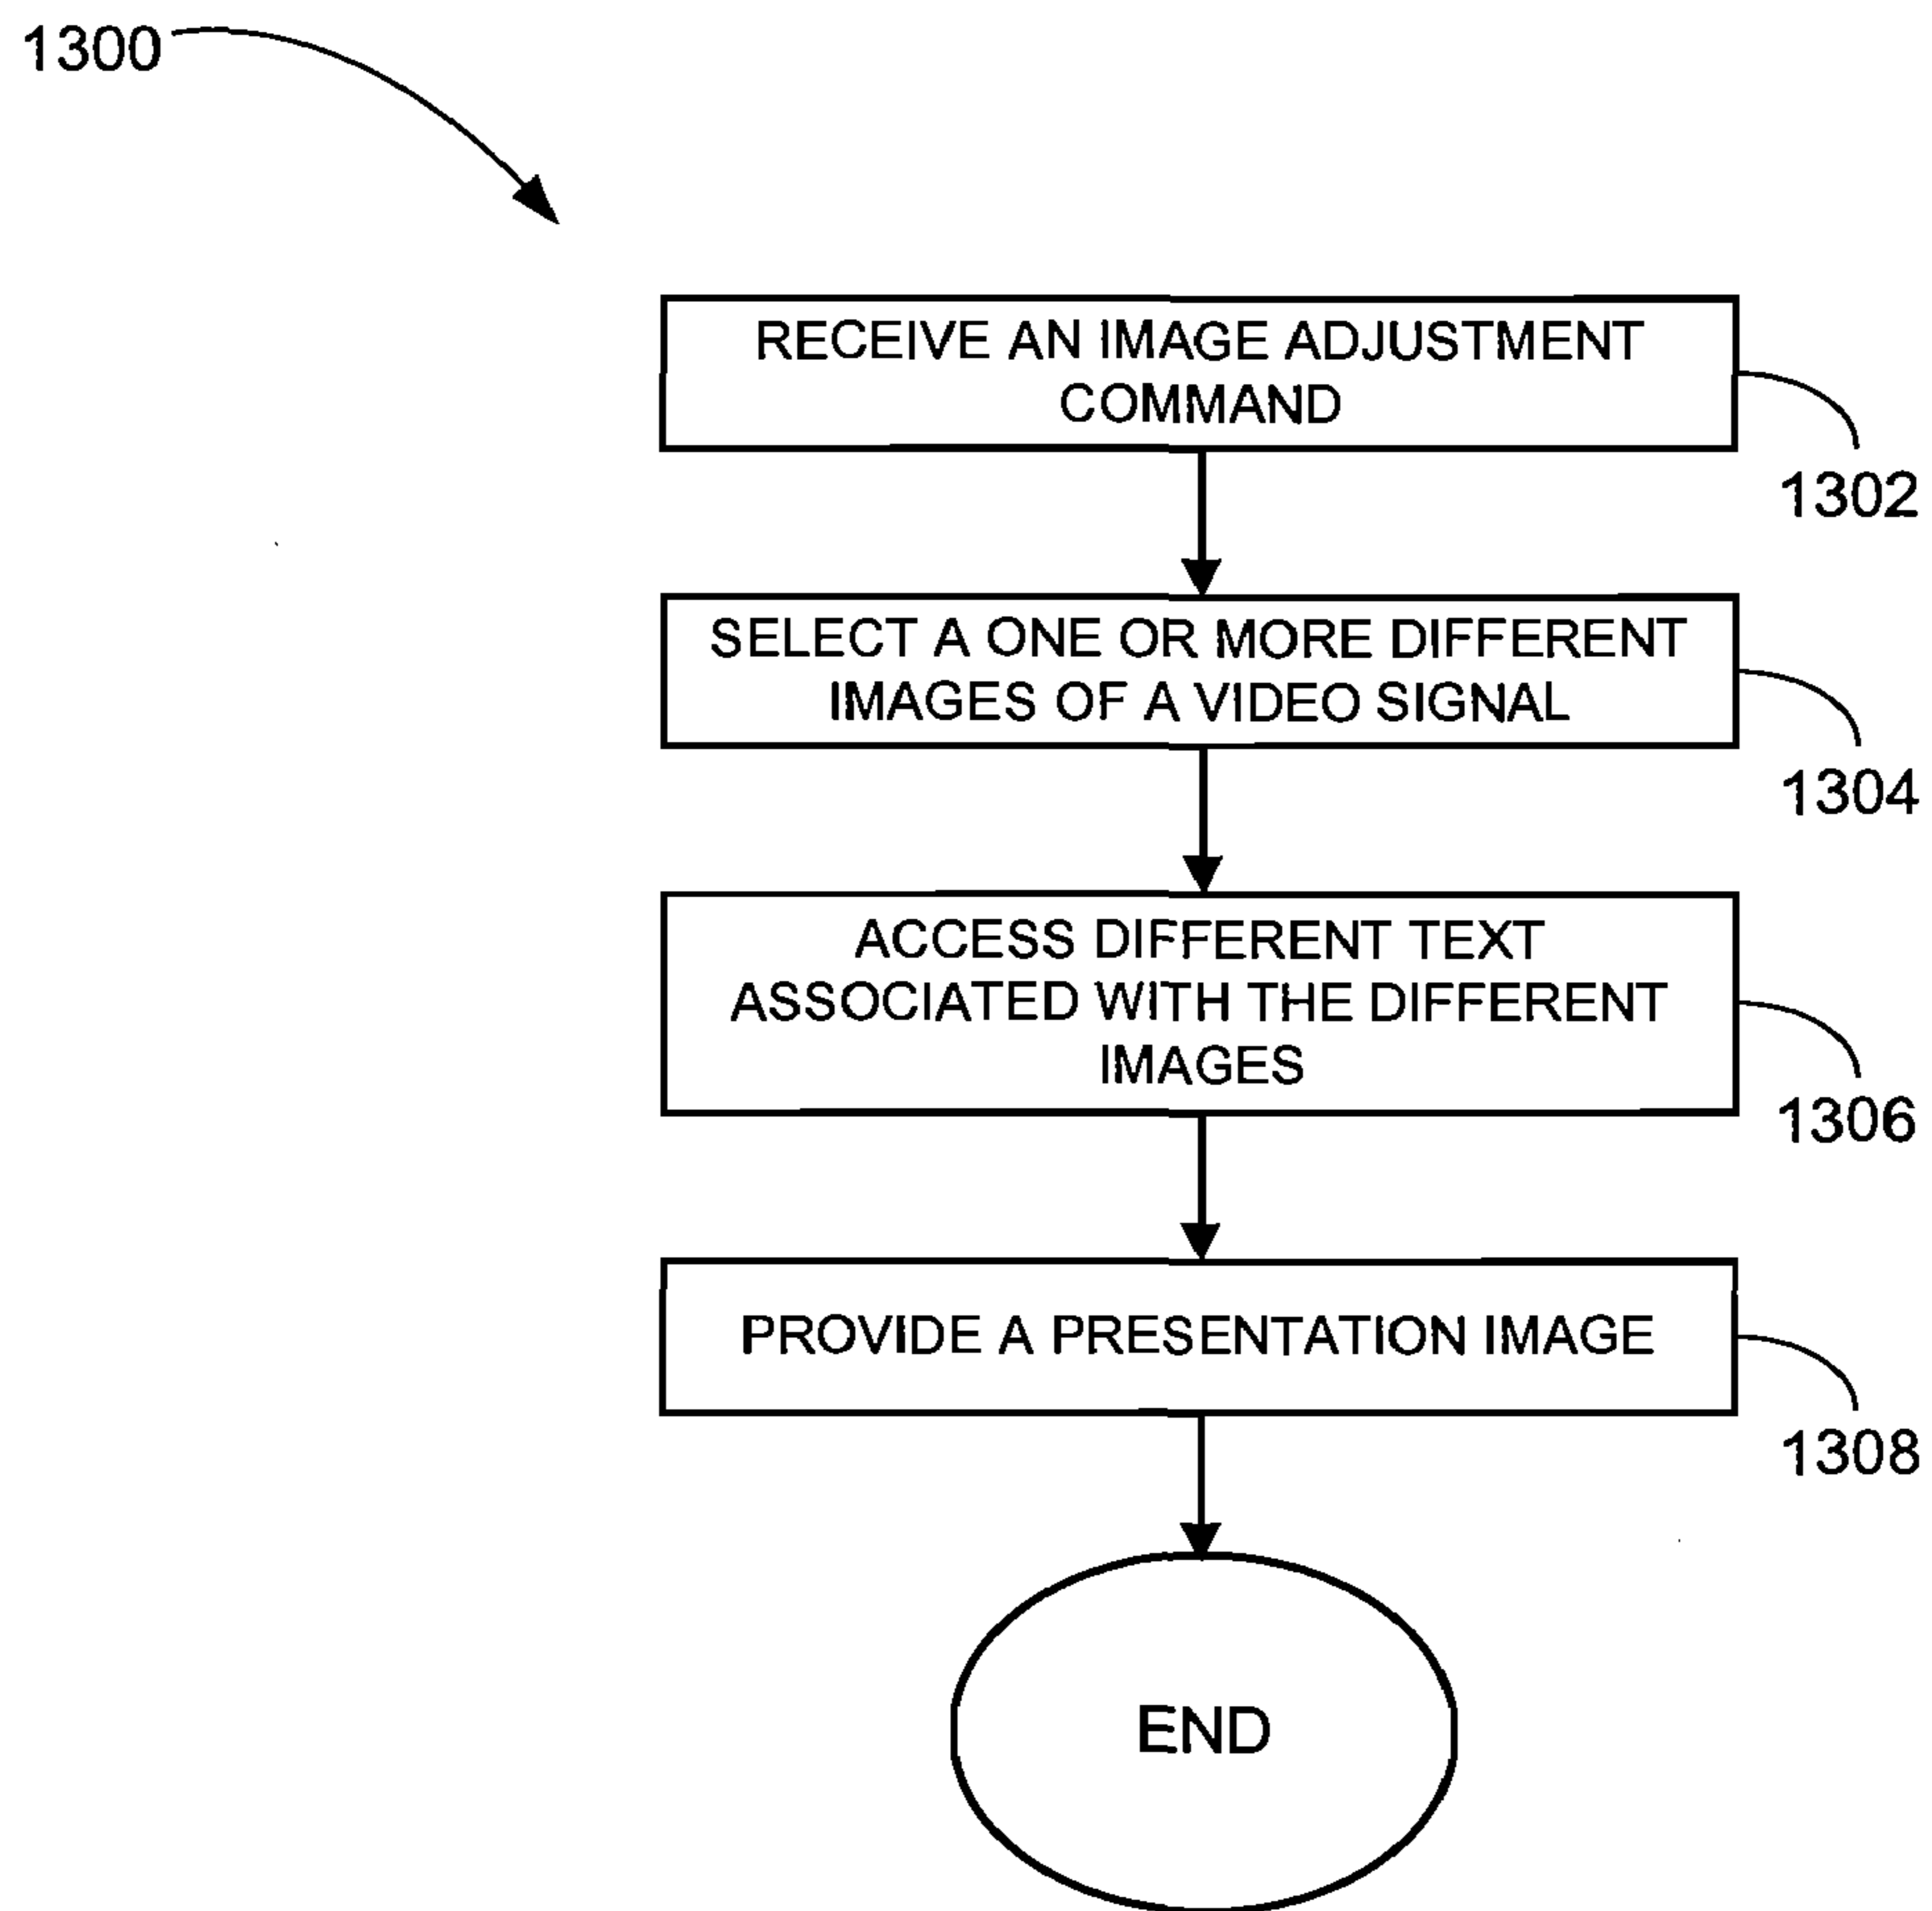 1300
RECEIVE AN IMAGE ADJUSTMENT
COMMAND
1302
SELECT A ONE OR MORE DIFFERENT
IMAGES OF A VIDEO SIGNAL
1304
ACCESS DIFFERENT TEXT
ASSOCIATED WITH THE DIFFERENT
IMAGES
1306
PROVIDE A PRESENTATION IMAGE
1308
END